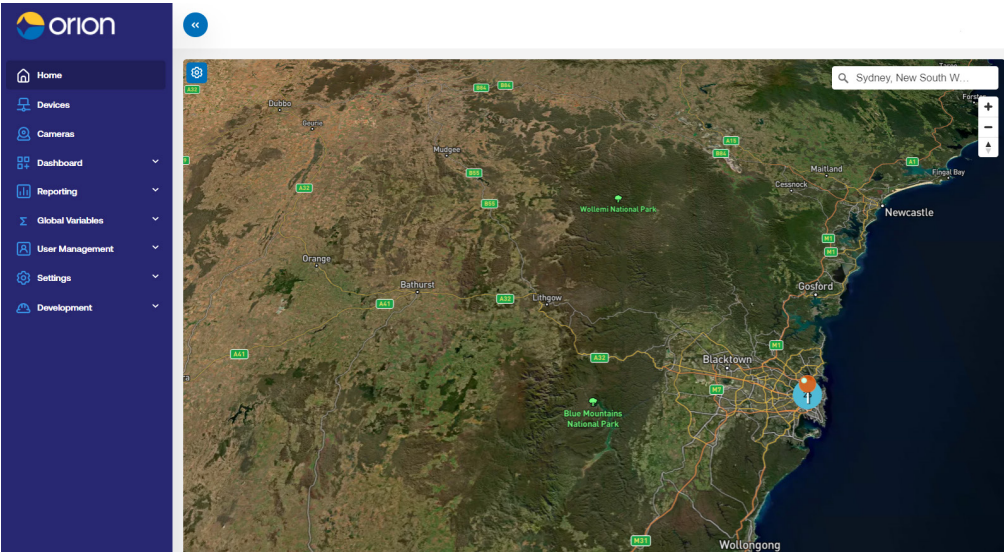 orion
Home
Devices
Cameras
Dashboard
Reporting
Global Variables
User Management
Settings
Development
Sydney, New South W...
A32
Dubbo
Geurie
Mudgee
B84
B84
B55
B55
A32
A15
B84
Forster
A1
Fingal Bay
Maitland
Cessnock
Newcastle
Wollemi National Park
M1
M1
Orange
Bathurst
A41
A32
Lithgow
Gosford
A41
A32
M1
Blacktown
M7
Blue Mountains
National Park
M31
Wollongong